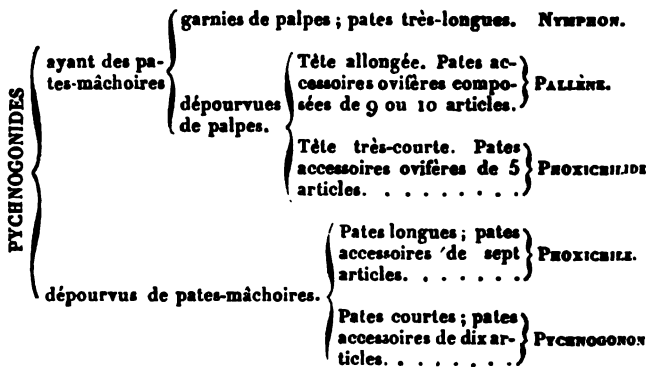 PYCHNOGONIDES
ayant des pa-
tes-mâchoires
garnies de palpes ; pates très-longues. NYMPHON.
dépourvues
de palpes.
Tête allongée. Pates ac-
cessoires ovifères compo-
sées de 9 ou 10 articles.
PALLÈNE.
Tête très-courte. Pates
accessoires ovifères de 5
articles. . . . . . . .
PHOXICHILIDE
dépourvus de pates-mâchoires.
Pates longues ; pates
accessoires de sept
articles. . . . . . .
PHOXICHILE.
Pates courtes ; pates
accessoires de dix ar-
ticles. . . . . . . .
PYCHNOGONON